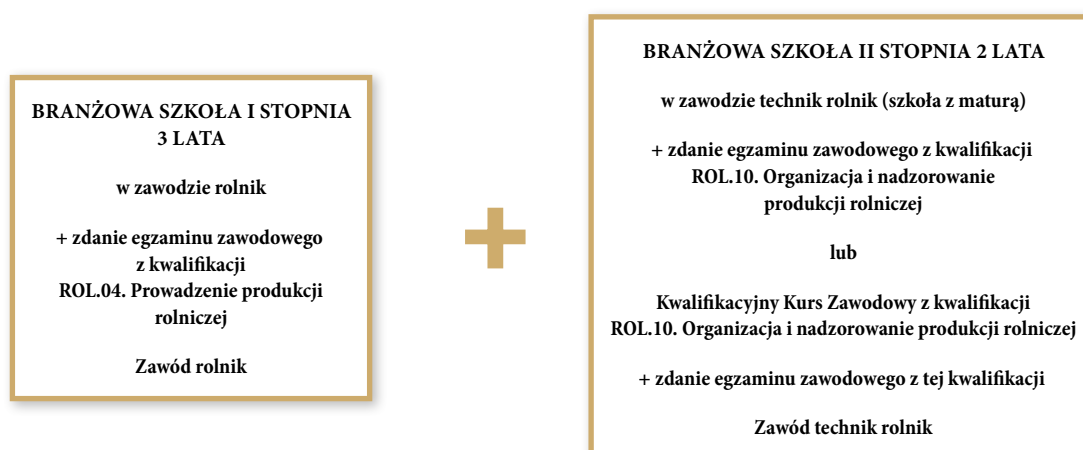 BRANŻOWA SZKOŁA I STOPNIA
3 LATA
w zawodzie rolnik
+ zdanie egzaminu zawodowego
z kwalifikacji
ROL.04. Prowadzenie produkcji
rolniczej
Zawód rolnik
+
BRANŻOWA SZKOŁA II STOPNIA 2 LATA
w zawodzie technik rolnik (szkoła z maturą)
+ zdanie egzaminu zawodowego z kwalifikacji
ROL.10. Organizacja i nadzorowanie
produkcji rolniczej
lub
Kwalifikacyjny Kurs Zawodowy z kwalifikacji
ROL.10. Organizacja i nadzorowanie produkcji rolniczej
+ zdanie egzaminu zawodowego z tej kwalifikacji
Zawód technik rolnik